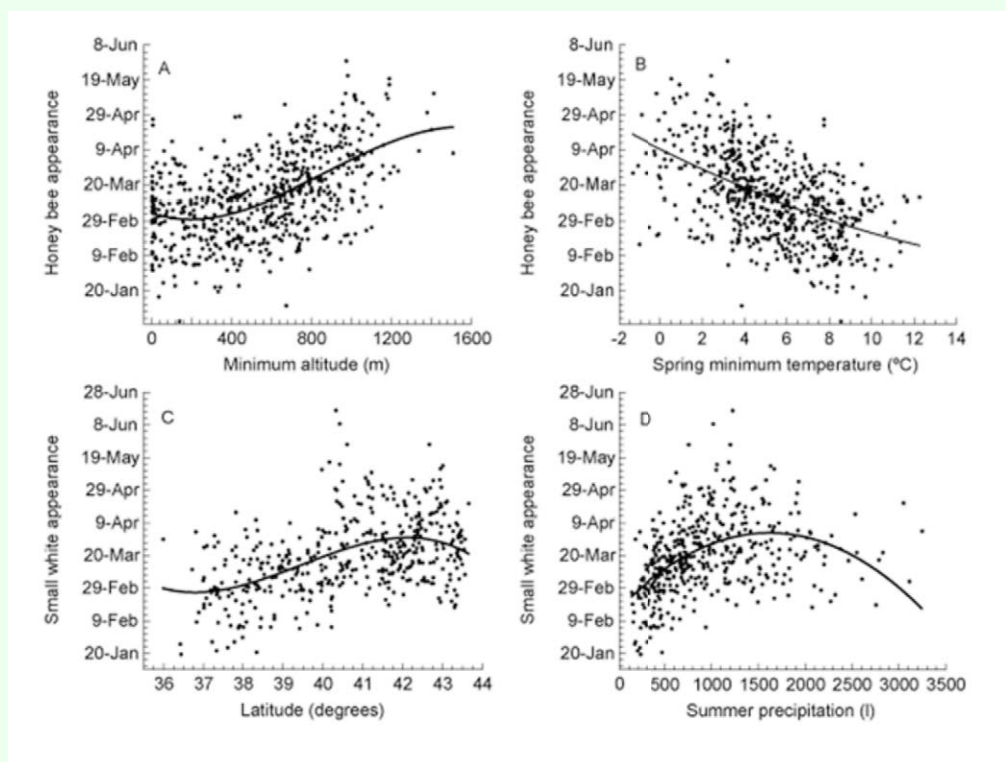 A
Honey bee appearance
8-Jun
19-May
29-Apr
9-Apr
20-Mar
29-Feb
9-Feb
20-Jan
0 400 800 1200 1600
Minimum altitude (m)
B
Honey bee appearance
8-Jun
19-May
29-Apr
9-Apr
20-Mar
29-Feb
9-Feb
20-Jan
-2 0 2 4 6 8 10 12 14
Spring minimum temperature (ºC)
C
Small white appearance
28-Jun
8-Jun
19-May
29-Apr
9-Apr
20-Mar
29-Feb
9-Feb
20-Jan
36 37 38 39 40 41 42 43 44
Latitude (degrees)
D
Small white appearance
28-Jun
8-Jun
19-May
29-Apr
9-Apr
20-Mar
29-Feb
9-Feb
20-Jan
0 500 1000 1500 2000 2500 3000 3500
Summer precipitation (l)